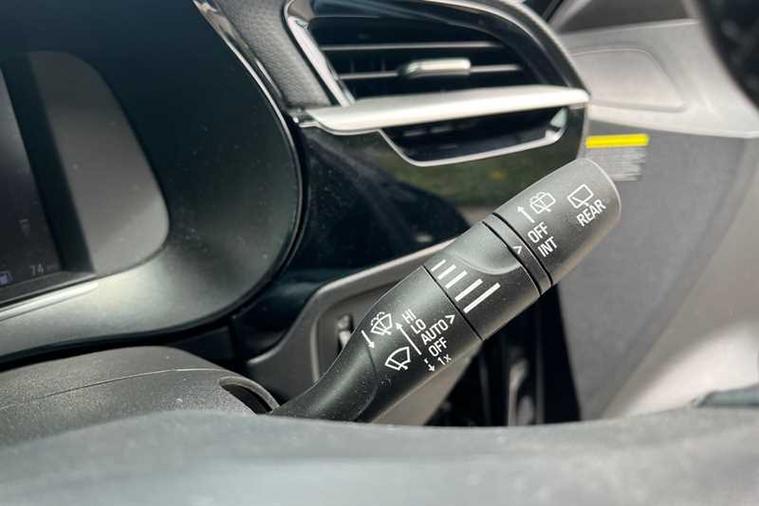 REAR
OFF
INT
HI
LO
AUTO
OFF
1x
74